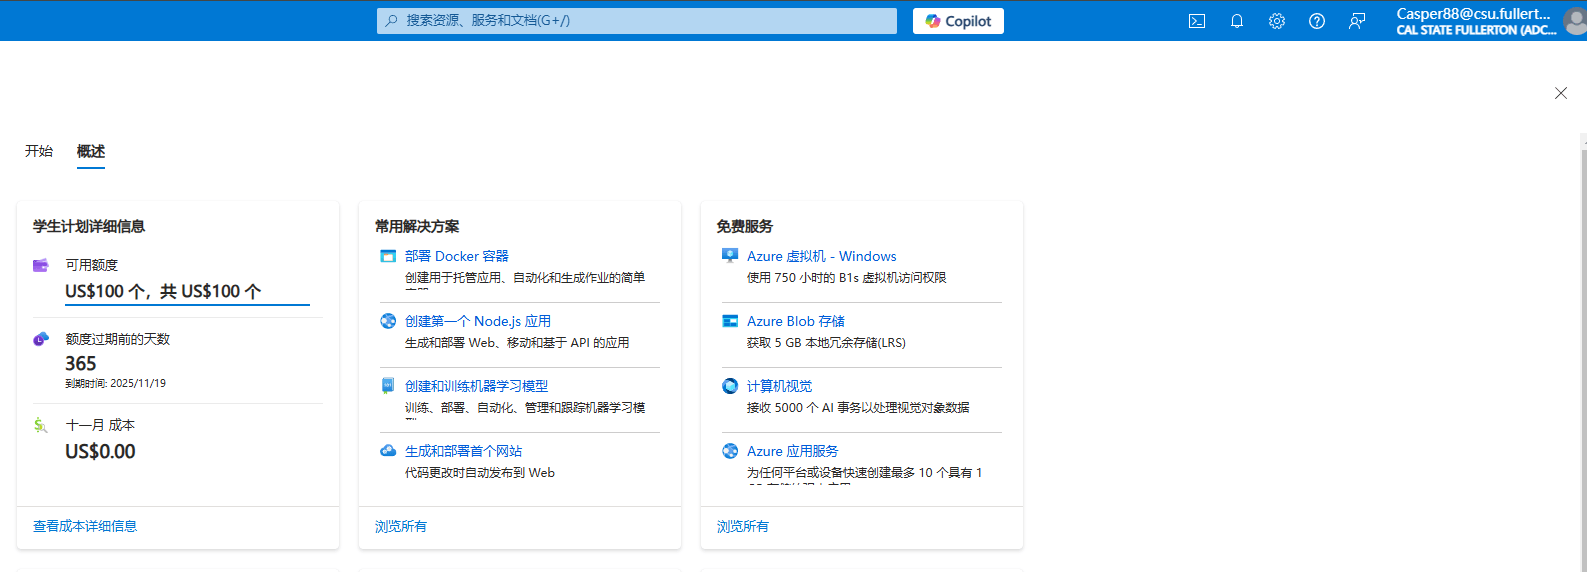 搜索资源、服务和文档(G+/)
Copilot
Casper88@csu.fullert...
CAL STATE FULLERTON (ADC...
开始
概述
学生计划详细信息
可用额度
US$100 个，共 US$100 个
额度过期前的天数
365
到期时间: 2025/11/19
十一月 成本
US$0.00
查看成本详细信息
常用解决方案
部署 Docker 容器
创建用于托管应用、自动化和生成作业的简单
创建第一个 Node.js 应用
生成和部署 Web、移动和基于 API 的应用
创建和训练机器学习模型
训练、部署、自动化、管理和跟踪机器学习模
生成和部署首个网站
代码更改时自动发布到 Web
浏览所有
免费服务
Azure 虚拟机 - Windows
使用 750 小时的 B1s 虚拟机访问权限
Azure Blob 存储
获取 5 GB 本地冗余存储(LRS)
计算机视觉
接收 5000 个 AI 事务以处理视觉对象数据
Azure 应用服务
为任何平台或设备快速创建最多 10 个具有 1
浏览所有